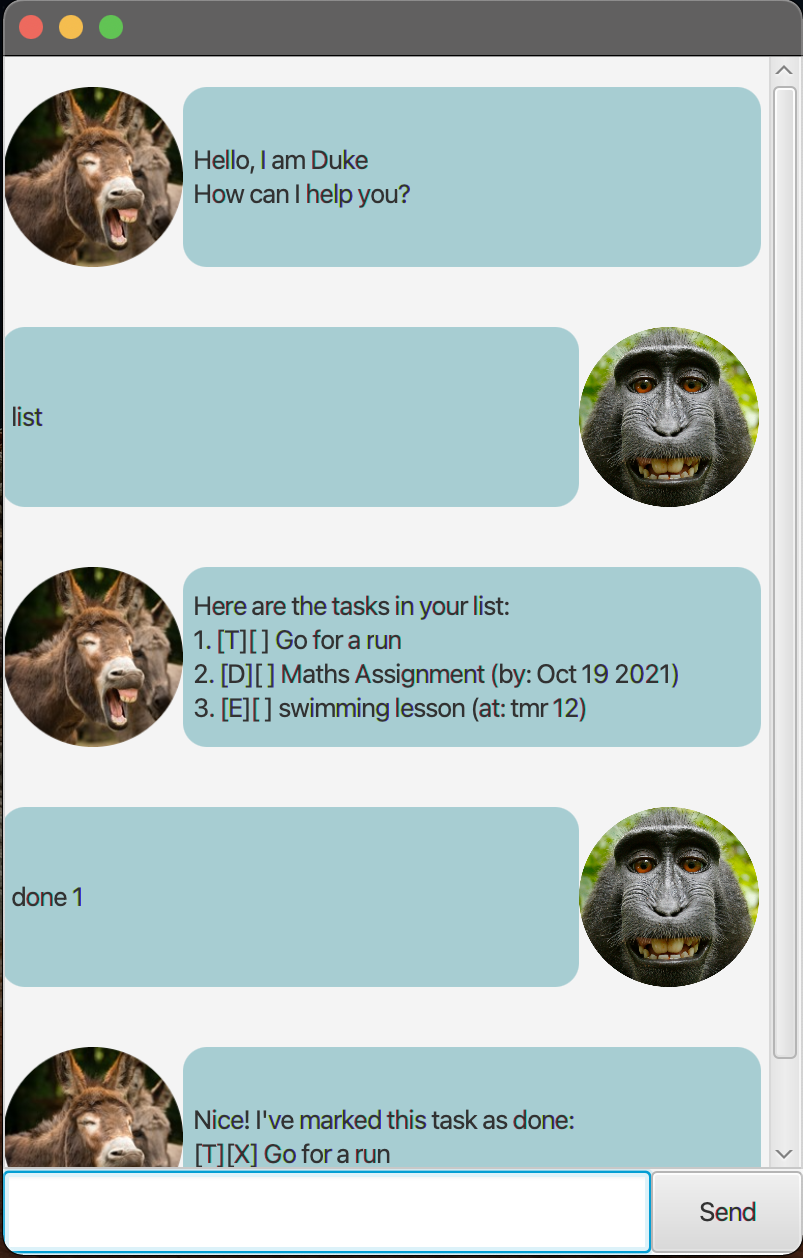 Hello, I am Duke
How can I help you?
list
Here are the tasks in your list:
1. [T][ ] Go for a run
2. [D][ ] Maths Assignment (by: Oct 19 2021)
3. [E][ ] swimming lesson (at: tmr 12)
done 1
Nice! I've marked this task as done:
[T][X] Go for a run
Send